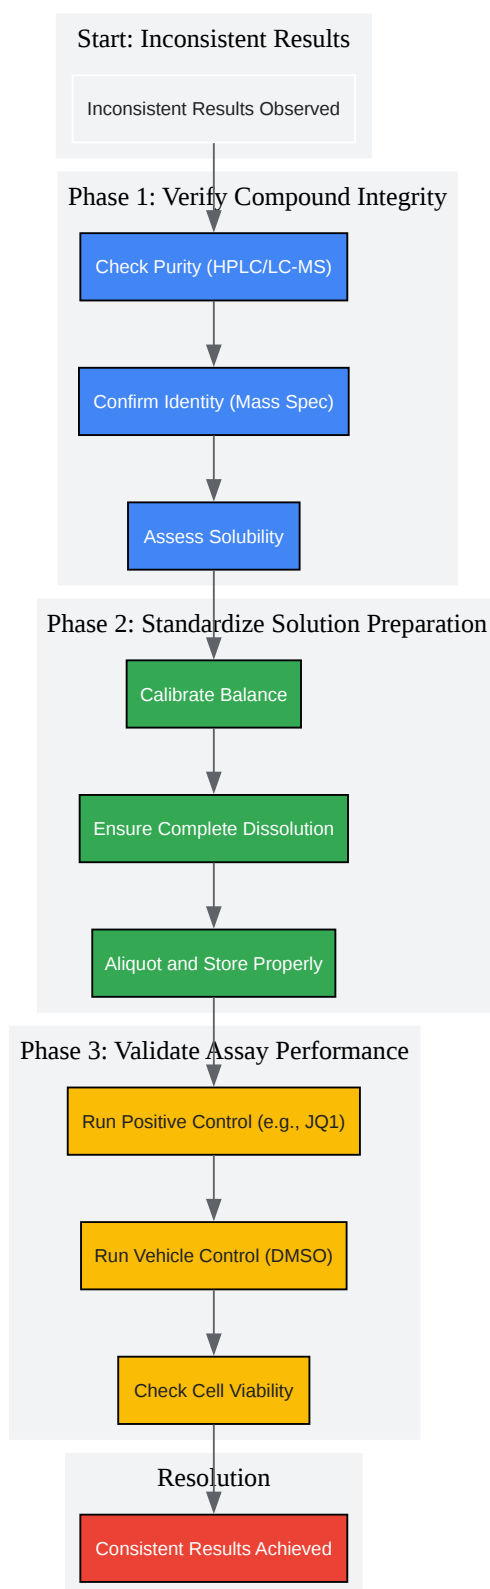 Start: Inconsistent Results
Inconsistent Results Observed
Phase 1: Verify Compound Integrity
Check Purity (HPLC/LC-MS)
Confirm Identity (Mass Spec)
Assess Solubility
Phase 2: Standardize Solution Preparation
Calibrate Balance
Ensure Complete Dissolution
Aliquot and Store Properly
Phase 3: Validate Assay Performance
Run Positive Control (e.g., JQ1)
Run Vehicle Control (DMSO)
Check Cell Viability
Resolution
Consistent Results Achieved